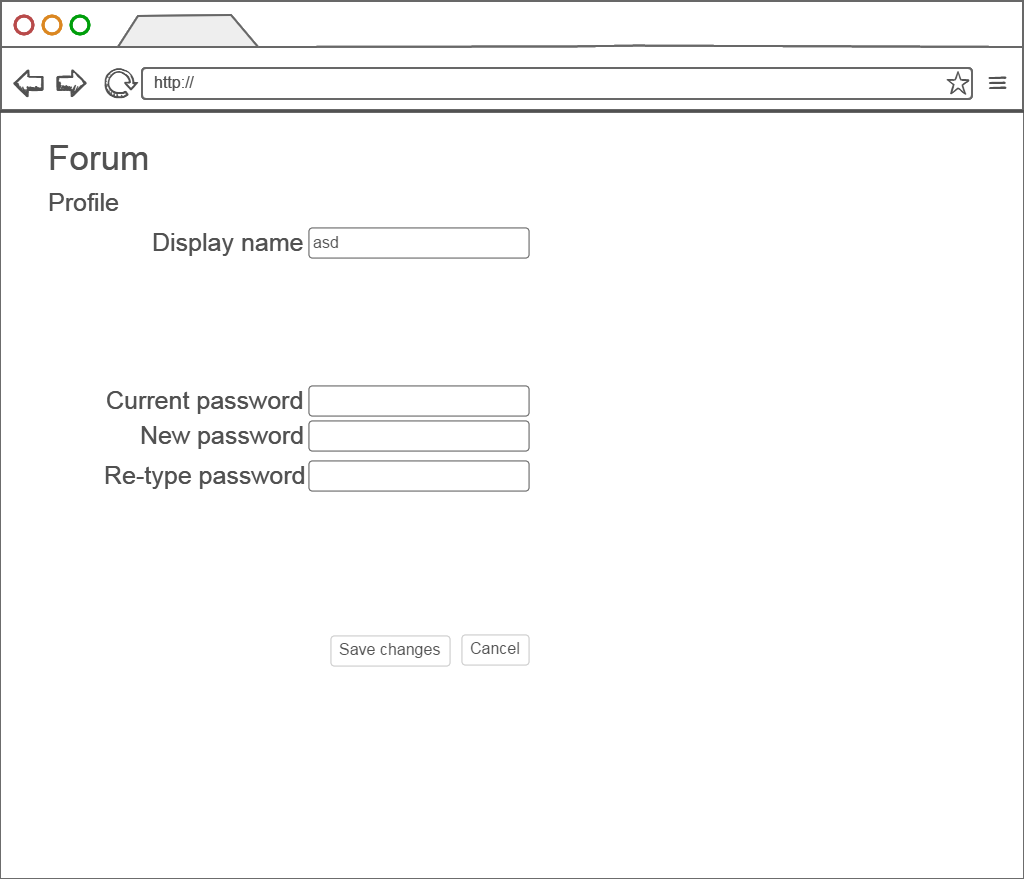 http://
Forum
Profile
Display name asd
Current password
New password
Re-type password
Save changes Cancel